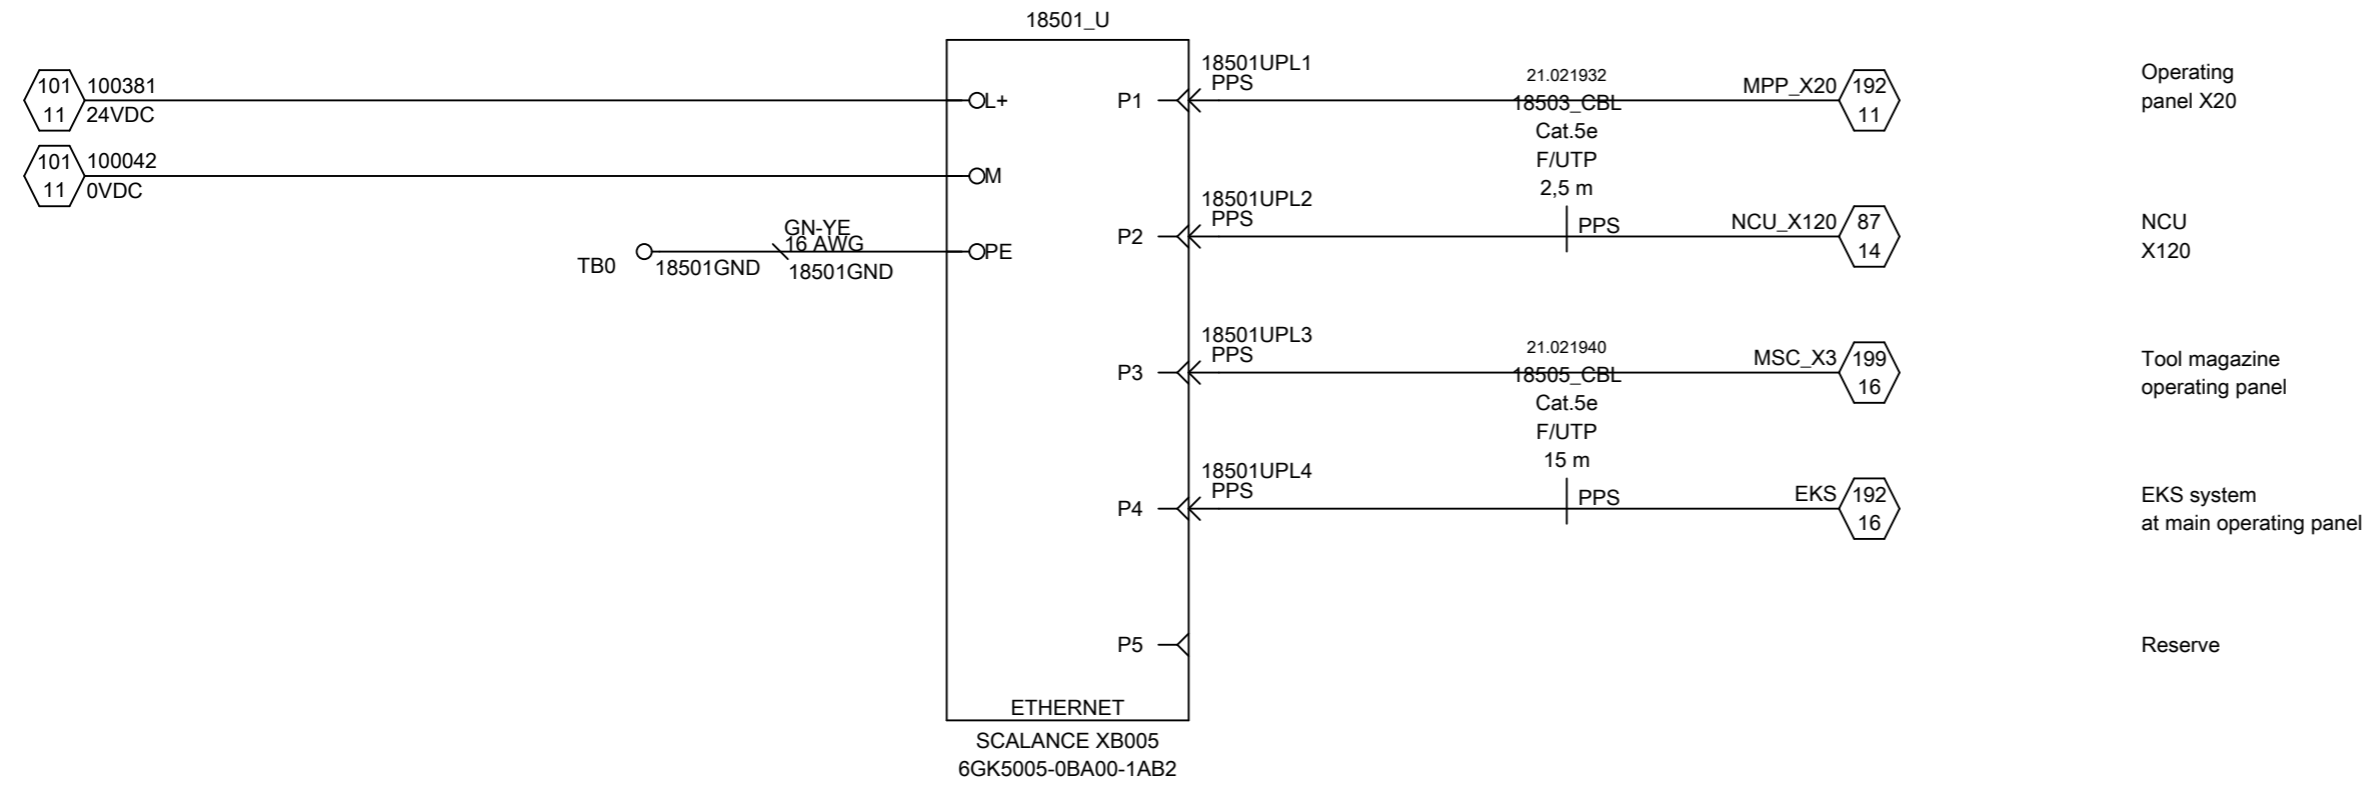 18501_U
101
11
100381
24VDC
L+
P1
18501UPL1
PPS
21.021932
18503_CBL
Cat.5e
F/UTP
2,5 m
MPP_X20
192
11
Operating
panel X20
101
11
100042
0VDC
M
TB0
18501GND
GN-YE
16 AWG
18501GND
PE
P2
18501UPL2
PPS
PPS
NCU_X120
87
14
NCU
X120
P3
18501UPL3
PPS
21.021940
18505_CBL
Cat.5e
F/UTP
15 m
MSC_X3
199
16
Tool magazine
operating panel
P4
18501UPL4
PPS
PPS
EKS
192
16
EKS system
at main operating panel
P5
Reserve
ETHERNET
SCALANCE XB005
6GK5005-0BA00-1AB2